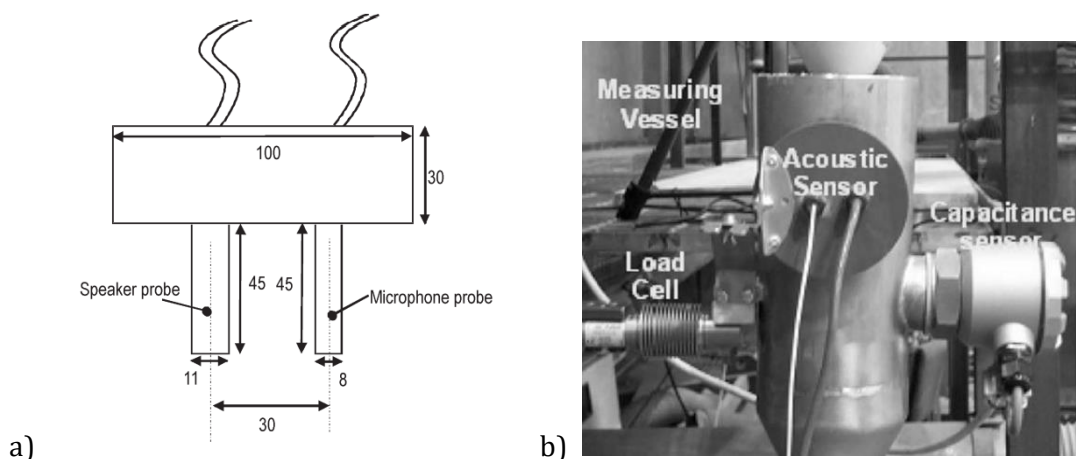 100
30
45
45
Speaker probe
Microphone probe
11
8
30
a)
Measuring
Vessel
Acoustic
Sensor
Capacitance
sensor
Load
Cell
b)